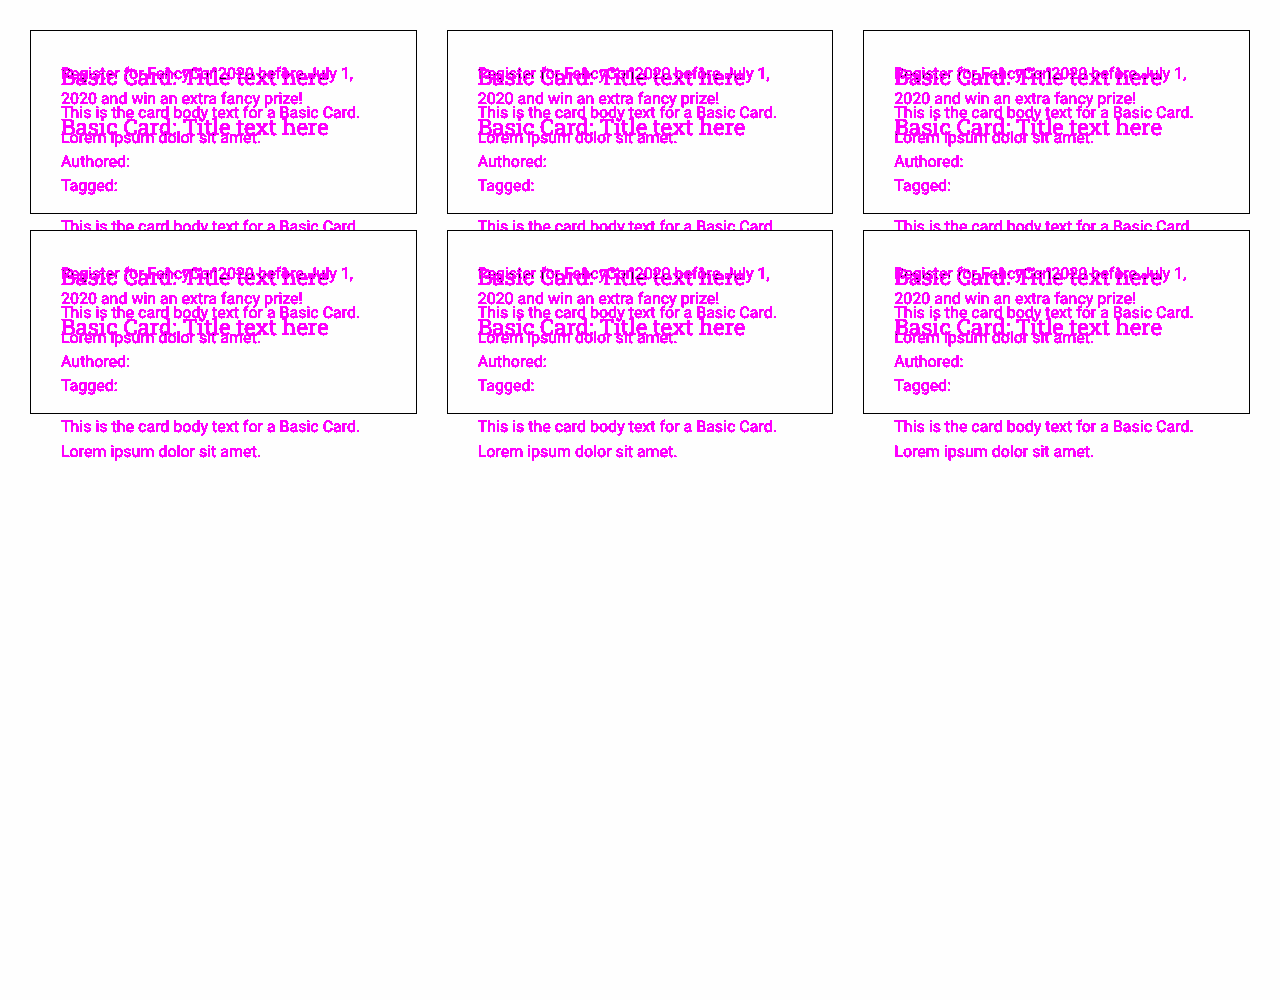 Register for FancyCon2020 before July 1,
Basic Card: Title text here
2020 and win an extra fancy prize!
This is the card body text for a Basic Card.
Basic Card: Title text here
Lorem ipsum dolor sit amet.
Authored:
Tagged:
This is the card body text for a Basic Card.
Register for FancyCon2020 before July 1,
Basic Card: Title text here
2020 and win an extra fancy prize!
This is the card body text for a Basic Card.
Basic Card: Title text here
Lorem ipsum dolor sit amet.
Authored:
Tagged:
This is the card body text for a Basic Card.
Register for FancyCon2020 before July 1,
Basic Card: Title text here
2020 and win an extra fancy prize!
This is the card body text for a Basic Card.
Basic Card: Title text here
Lorem ipsum dolor sit amet.
Authored:
Tagged:
This is the card body text for a Basic Card.
Register for FancyCon2020 before July 1,
Basic Card: Title text here
2020 and win an extra fancy prize!
This is the card body text for a Basic Card.
Basic Card: Title text here
Lorem ipsum dolor sit amet.
Authored:
Tagged:
This is the card body text for a Basic Card.
Lorem ipsum dolor sit amet.
Register for FancyCon2020 before July 1,
Basic Card: Title text here
2020 and win an extra fancy prize!
This is the card body text for a Basic Card.
Basic Card: Title text here
Lorem ipsum dolor sit amet.
Authored:
Tagged:
This is the card body text for a Basic Card.
Lorem ipsum dolor sit amet.
Register for FancyCon2020 before July 1,
Basic Card: Title text here
2020 and win an extra fancy prize!
This is the card body text for a Basic Card.
Basic Card: Title text here
Lorem ipsum dolor sit amet.
Authored:
Tagged:
This is the card body text for a Basic Card.
Lorem ipsum dolor sit amet.